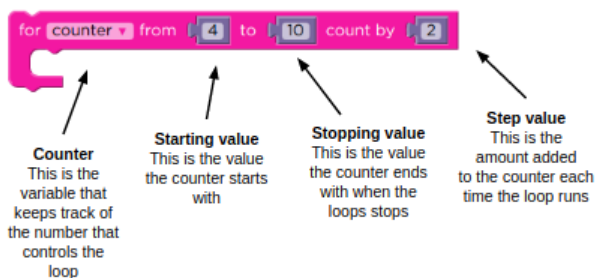 for counter ▾ from 4 to 10 count by 2
Counter
This is the
variable that
keeps track of
the number that
controls the
loop
Starting value
This is the value
the counter starts
with
Stopping value
This is the value
the counter ends
with when the
loops stops
Step value
This is the
amount added
to the counter each
time the loop runs